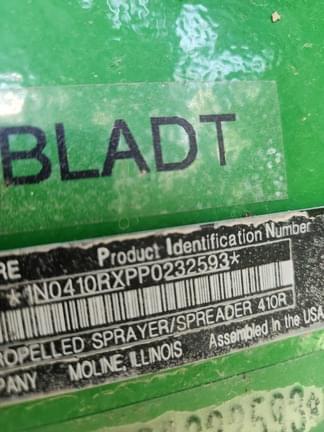 BLADT
RE Product Identification Number
*1N0410RXPP0232593*
ROPELLED SPRAYER/SPREADER 410R
PANY MOLINE, ILLINOIS Assembled in the USA